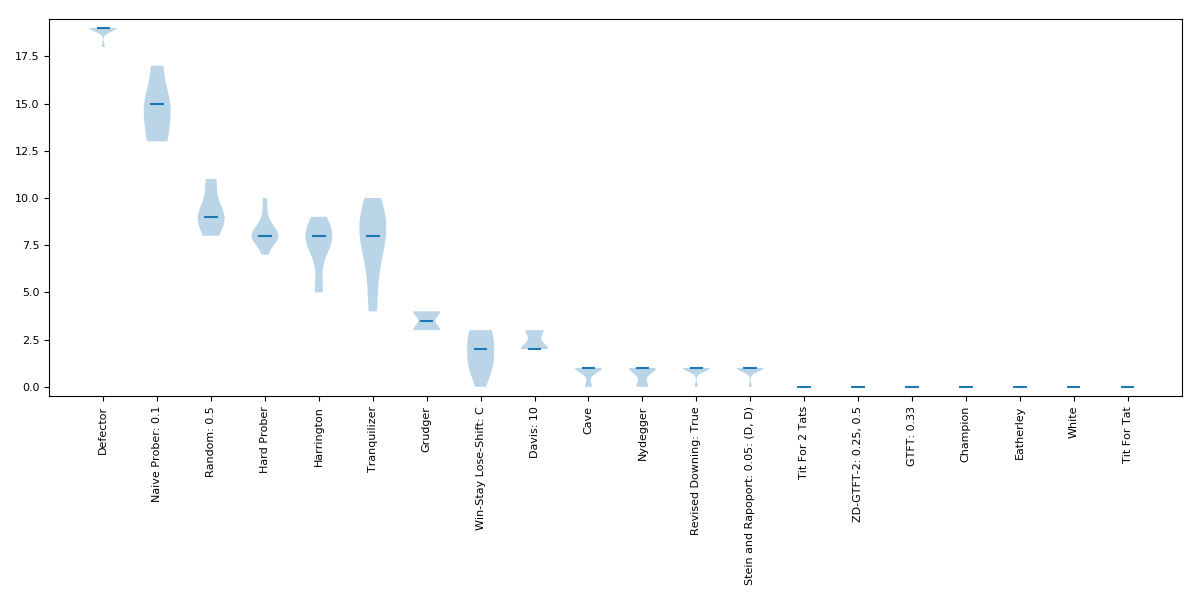 17.5
15.0
12.5
10.0
7.5
5.0
2.5
0.0
Defector
Naive Prober: 0.1
Random: 0.5
Hard Prober
Harrington
Tranquilizer
Grudger
Win-Stay Lose-Shift: C
Davis: 10
Cave
Nydegger
Revised Downing: True
Stein and Rapoport: 0.05: (D, D)
Tit For 2 Tats
ZD-GTFT-2: 0.25, 0.5
GTFT: 0.33
Champion
Eatherley
White
Tit For Tat